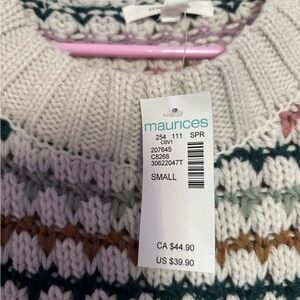 maurices
254 111 SPR
CBV1
207645
C8268
30622047T
SMALL
CA $44.90
US $39.90